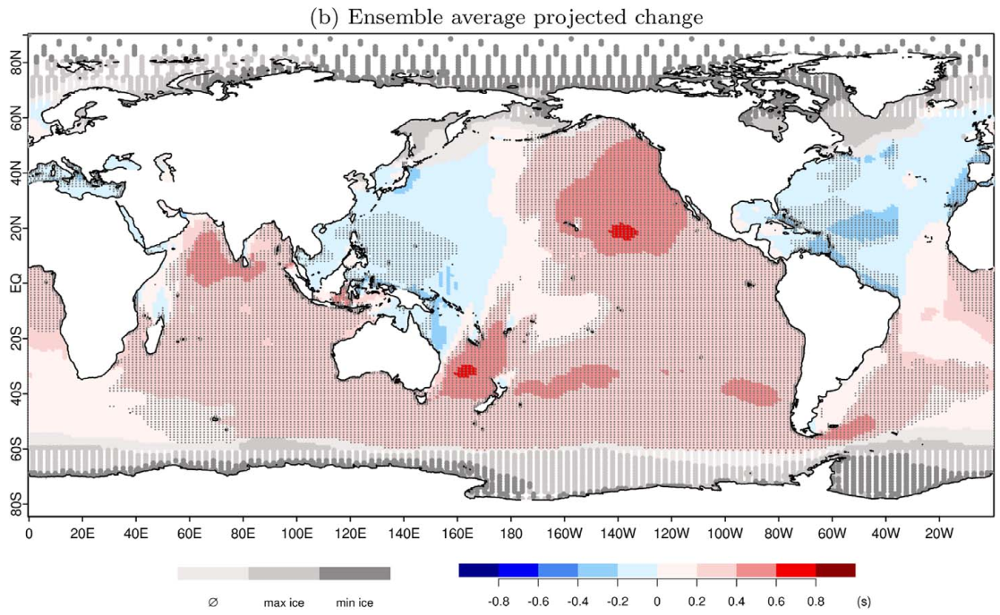 (b) Ensemble average projected change
80N
60N
40N
20N
EQ
20S
40S
60S
80S
0 20E 40E 60E 80E 100E 120E 140E 160E 180 160W 140W 120W 100W 80W 60W 40W 20W
∅ max ice min ice
-0.8 -0.6 -0.4 -0.2 0 0.2 0.4 0.6 0.8 (s)